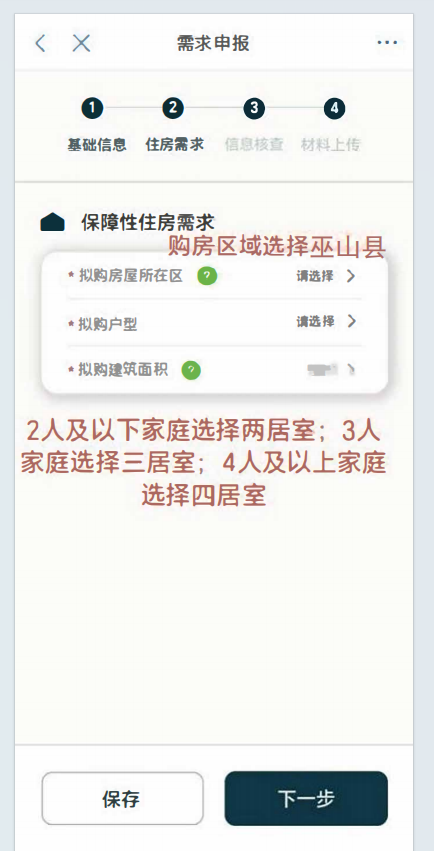 需求申报
1 2 3 4
基础信息 住房需求 信息核查 材料上传
保障性住房需求
购房区域选择巫山县
* 拟购房屋所在区 ? 请选择
* 拟购户型 请选择
* 拟购建筑面积 ?
2人及以下家庭选择两居室；3人
家庭选择三居室；4人及以上家庭
选择四居室
保存 下一步